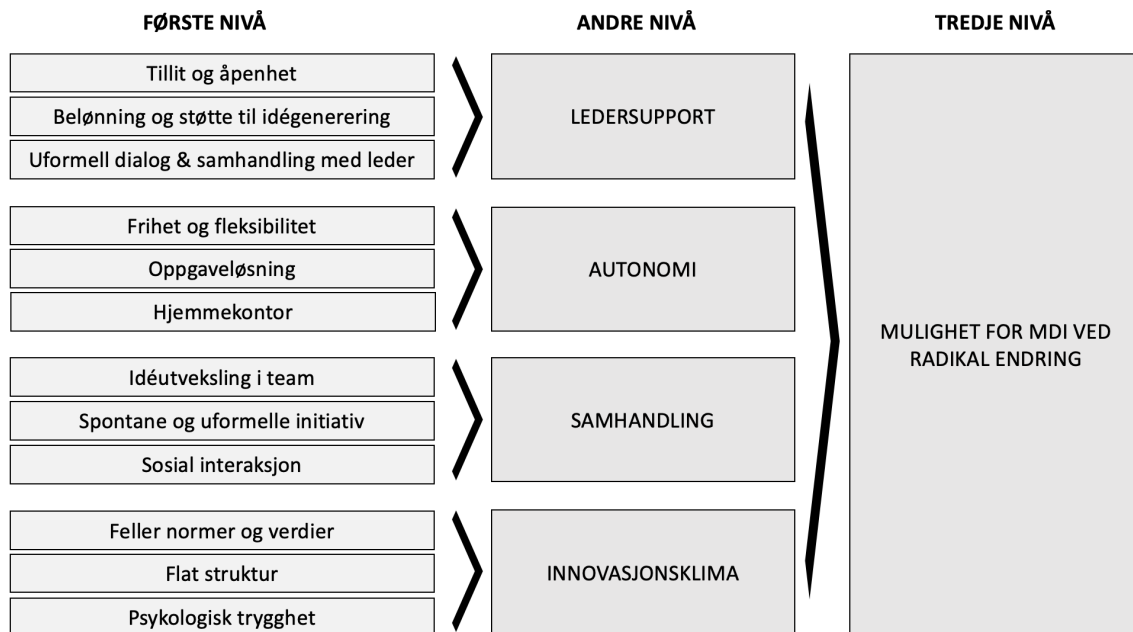 FØRSTE NIVÅ
ANDRE NIVÅ
TREDJE NIVÅ
Tillit og åpenhet
Belønning og støtte til idégenerering
Uformell dialog & samhandling med leder
LEDERSUPPORT
Frihet og fleksibilitet
Oppgaveløsning
Hjemmekontor
AUTONOMI
Idéutveksling i team
Spontane og uformelle initiativ
Sosial interaksjon
SAMHANDLING
Feller normer og verdier
Flat struktur
Psykologisk trygghet
INNOVASJONSKLIMA
MULIGHET FOR MDI VED
RADIKAL ENDRING